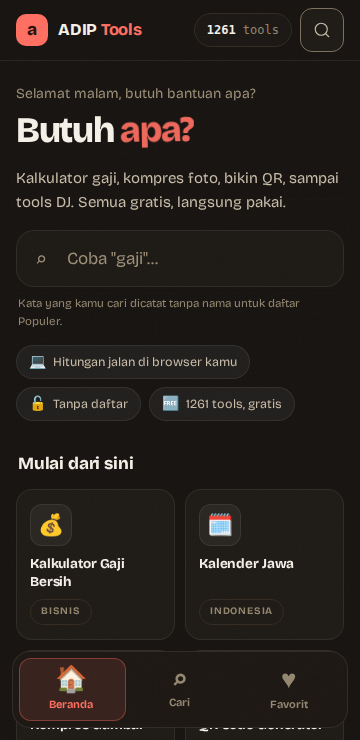 a ADIP Tools 1261 tools
Selamat malam, butuh bantuan apa?
Butuh apa?
Kalkulator gaji, kompres foto, bikin QR, sampai
tools DJ. Semua gratis, langsung pakai.
Coba "gaji"...
Kata yang kamu cari dicatat tanpa nama untuk daftar
Populer.
Hitungan jalan di browser kamu
Tanpa daftar
FREE 1261 tools, gratis
Mulai dari sini
Kalkulator Gaji
Bersih
BISNIS
Kalender Jawa
INDONESIA
Beranda
Cari
Favorit